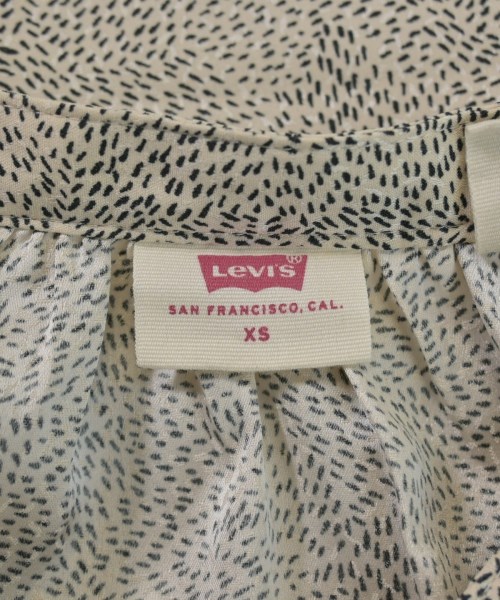 Levi's®
SAN FRANCISCO, CAL.
XS